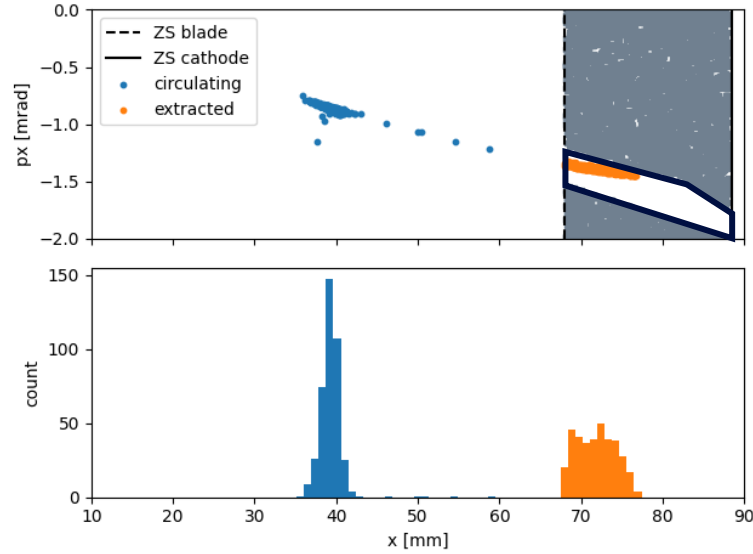 0.0
−0.5
−1.0
−1.5
−2.0
px [mrad]
ZS blade
ZS cathode
circulating
extracted
150
100
50
0
count
10 20 30 40 50 60 70 80 90
x [mm]